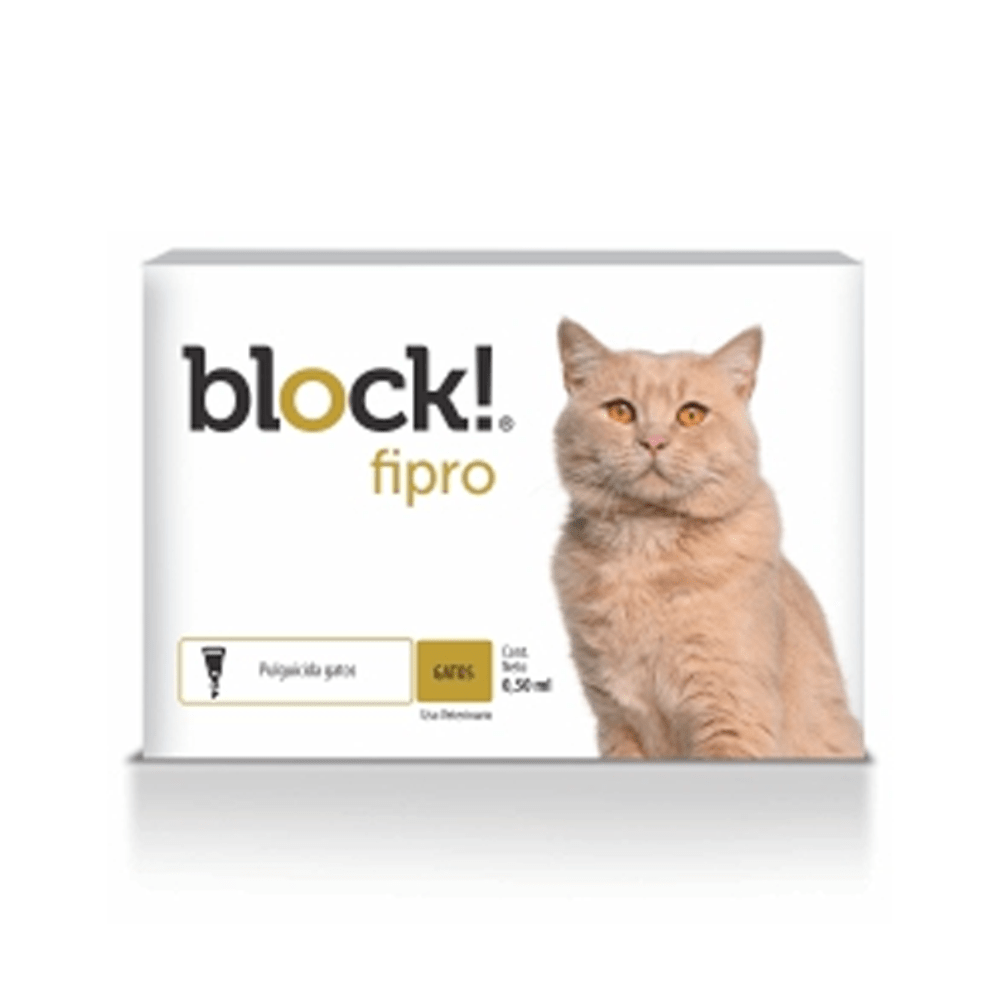 block!®
fipro
Pulguicida gatos
GATOS
Cont.
Neto
0,50 ml
Uso Veterinario